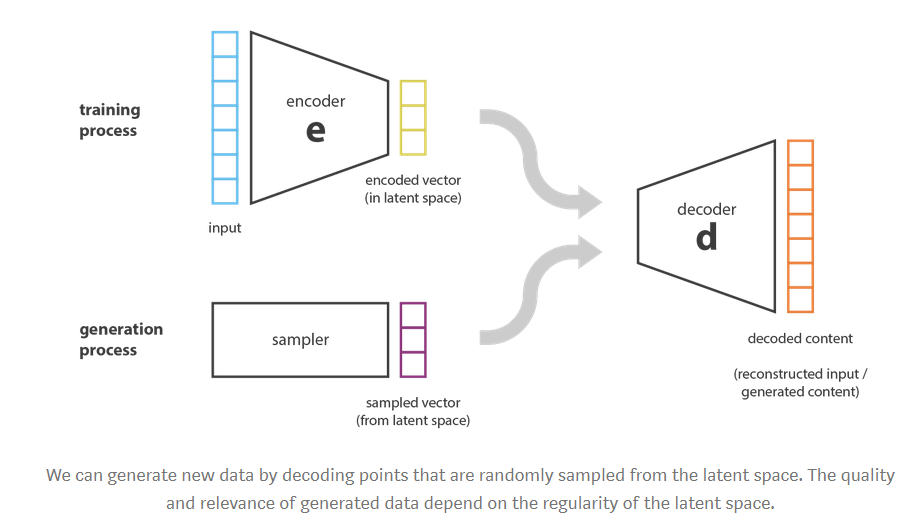 training
process
encoder
e
encoded vector
(in latent space)
input
decoder
d
decoded content
(reconstructed input /
generated content)
generation
process
sampler
sampled vector
(from latent space)
We can generate new data by decoding points that are randomly sampled from the latent space. The quality
and relevance of generated data depend on the regularity of the latent space.